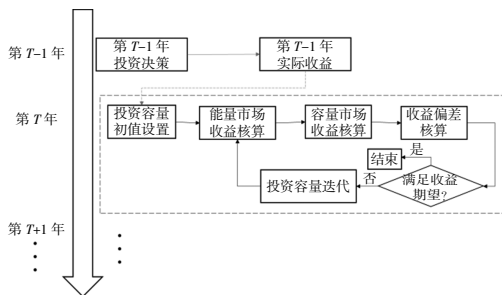 第 T−1 年
第 T−1 年
投资决策
第 T−1 年
实际收益
第 T 年
投资容量
初值设置
能量市场
收益核算
容量市场
收益核算
收益偏差
核算
是
结束
满足收益
期望?
否
投资容量迭代
第 T+1 年